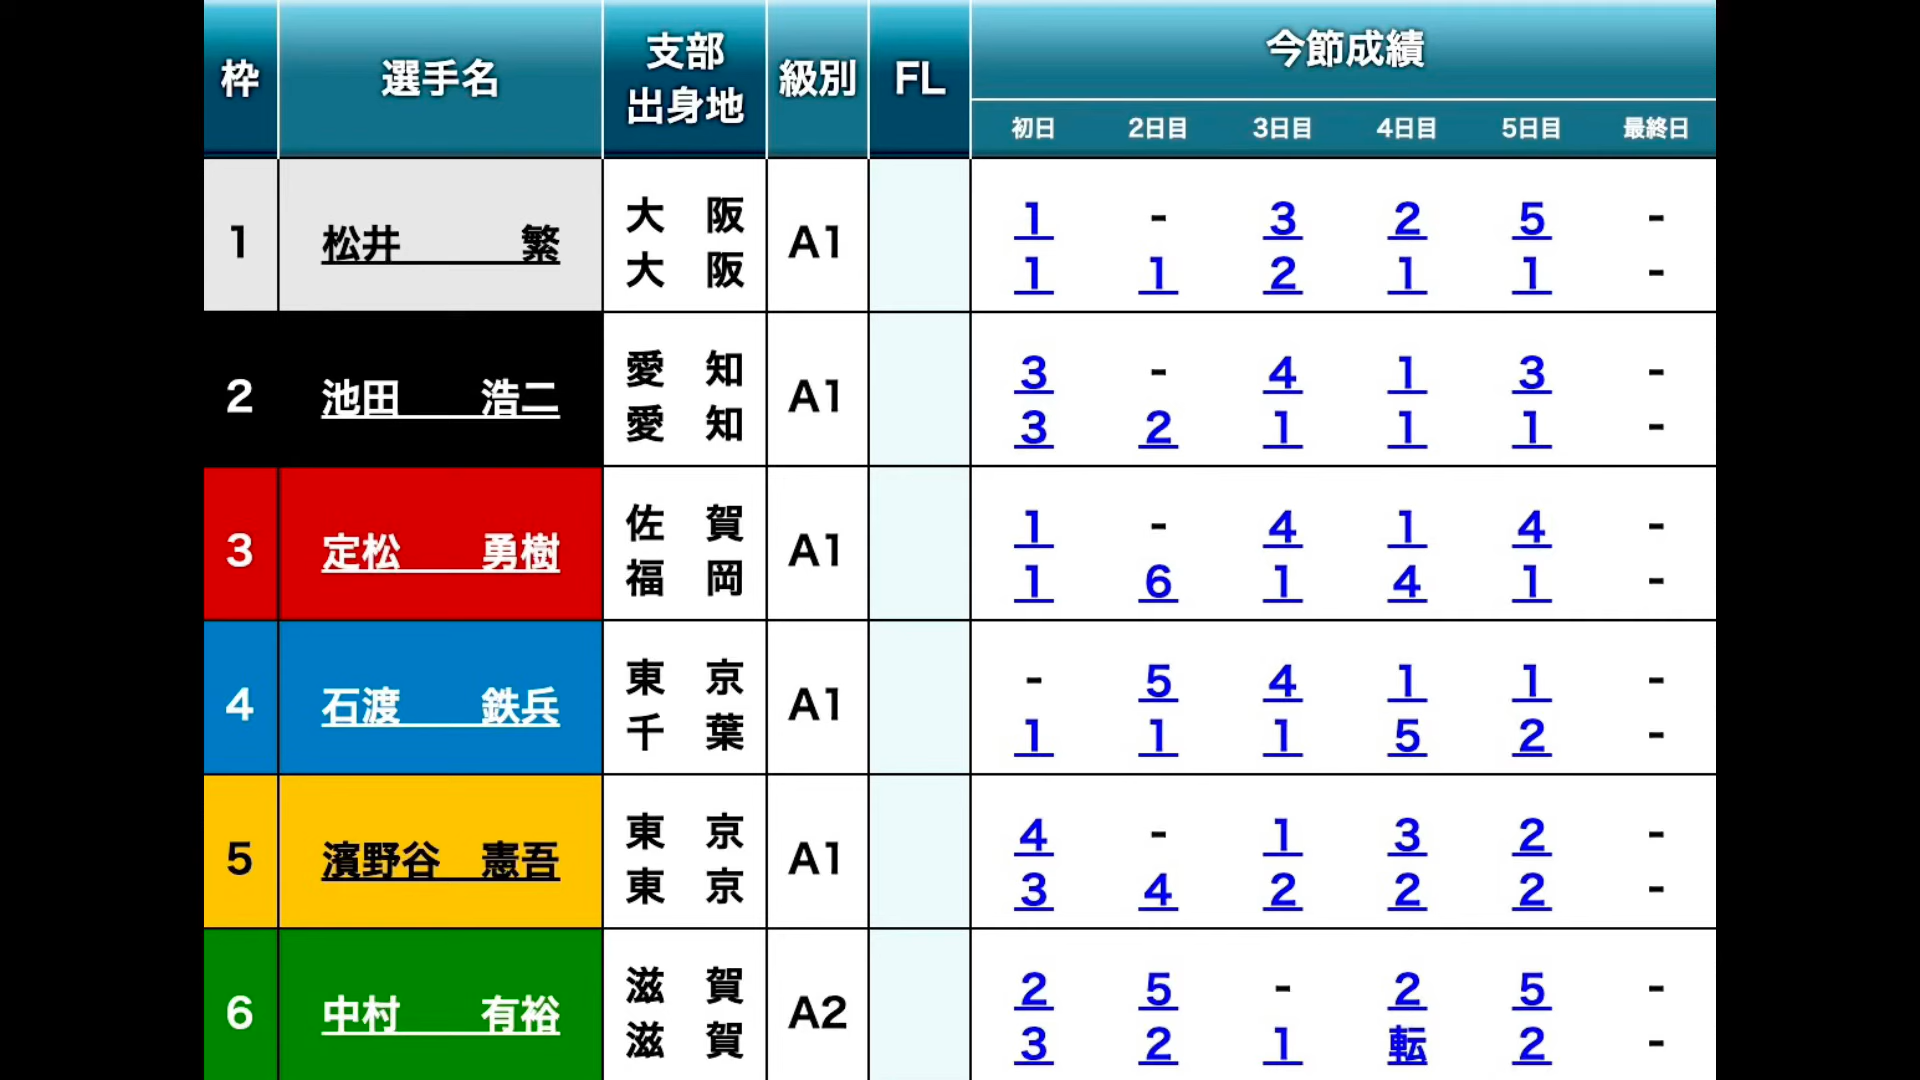 枠 選手名 支部 出身地 級別 FL 今節成績
初日 2日目 3日目 4日目 5日目 最終日
1 松井 繁 大阪 A1 1 - 3 2 5 -
大阪 1 1 2 1 1 -
2 池田 浩二 愛知 A1 3 - 4 1 3 -
愛知 3 2 1 1 1 -
3 定松 勇樹 佐賀 A1 1 - 4 1 4 -
福岡 1 6 1 4 1 -
4 石渡 鉄兵 東京 A1 - 5 4 1 1 -
千葉 1 1 1 5 2 -
5 濱野谷 憲吾 東京 A1 4 - 1 3 2 -
東京 3 4 2 2 2 -
6 中村 有裕 滋賀 A2 2 5 - 2 5 -
滋賀 3 2 1 転 2 -